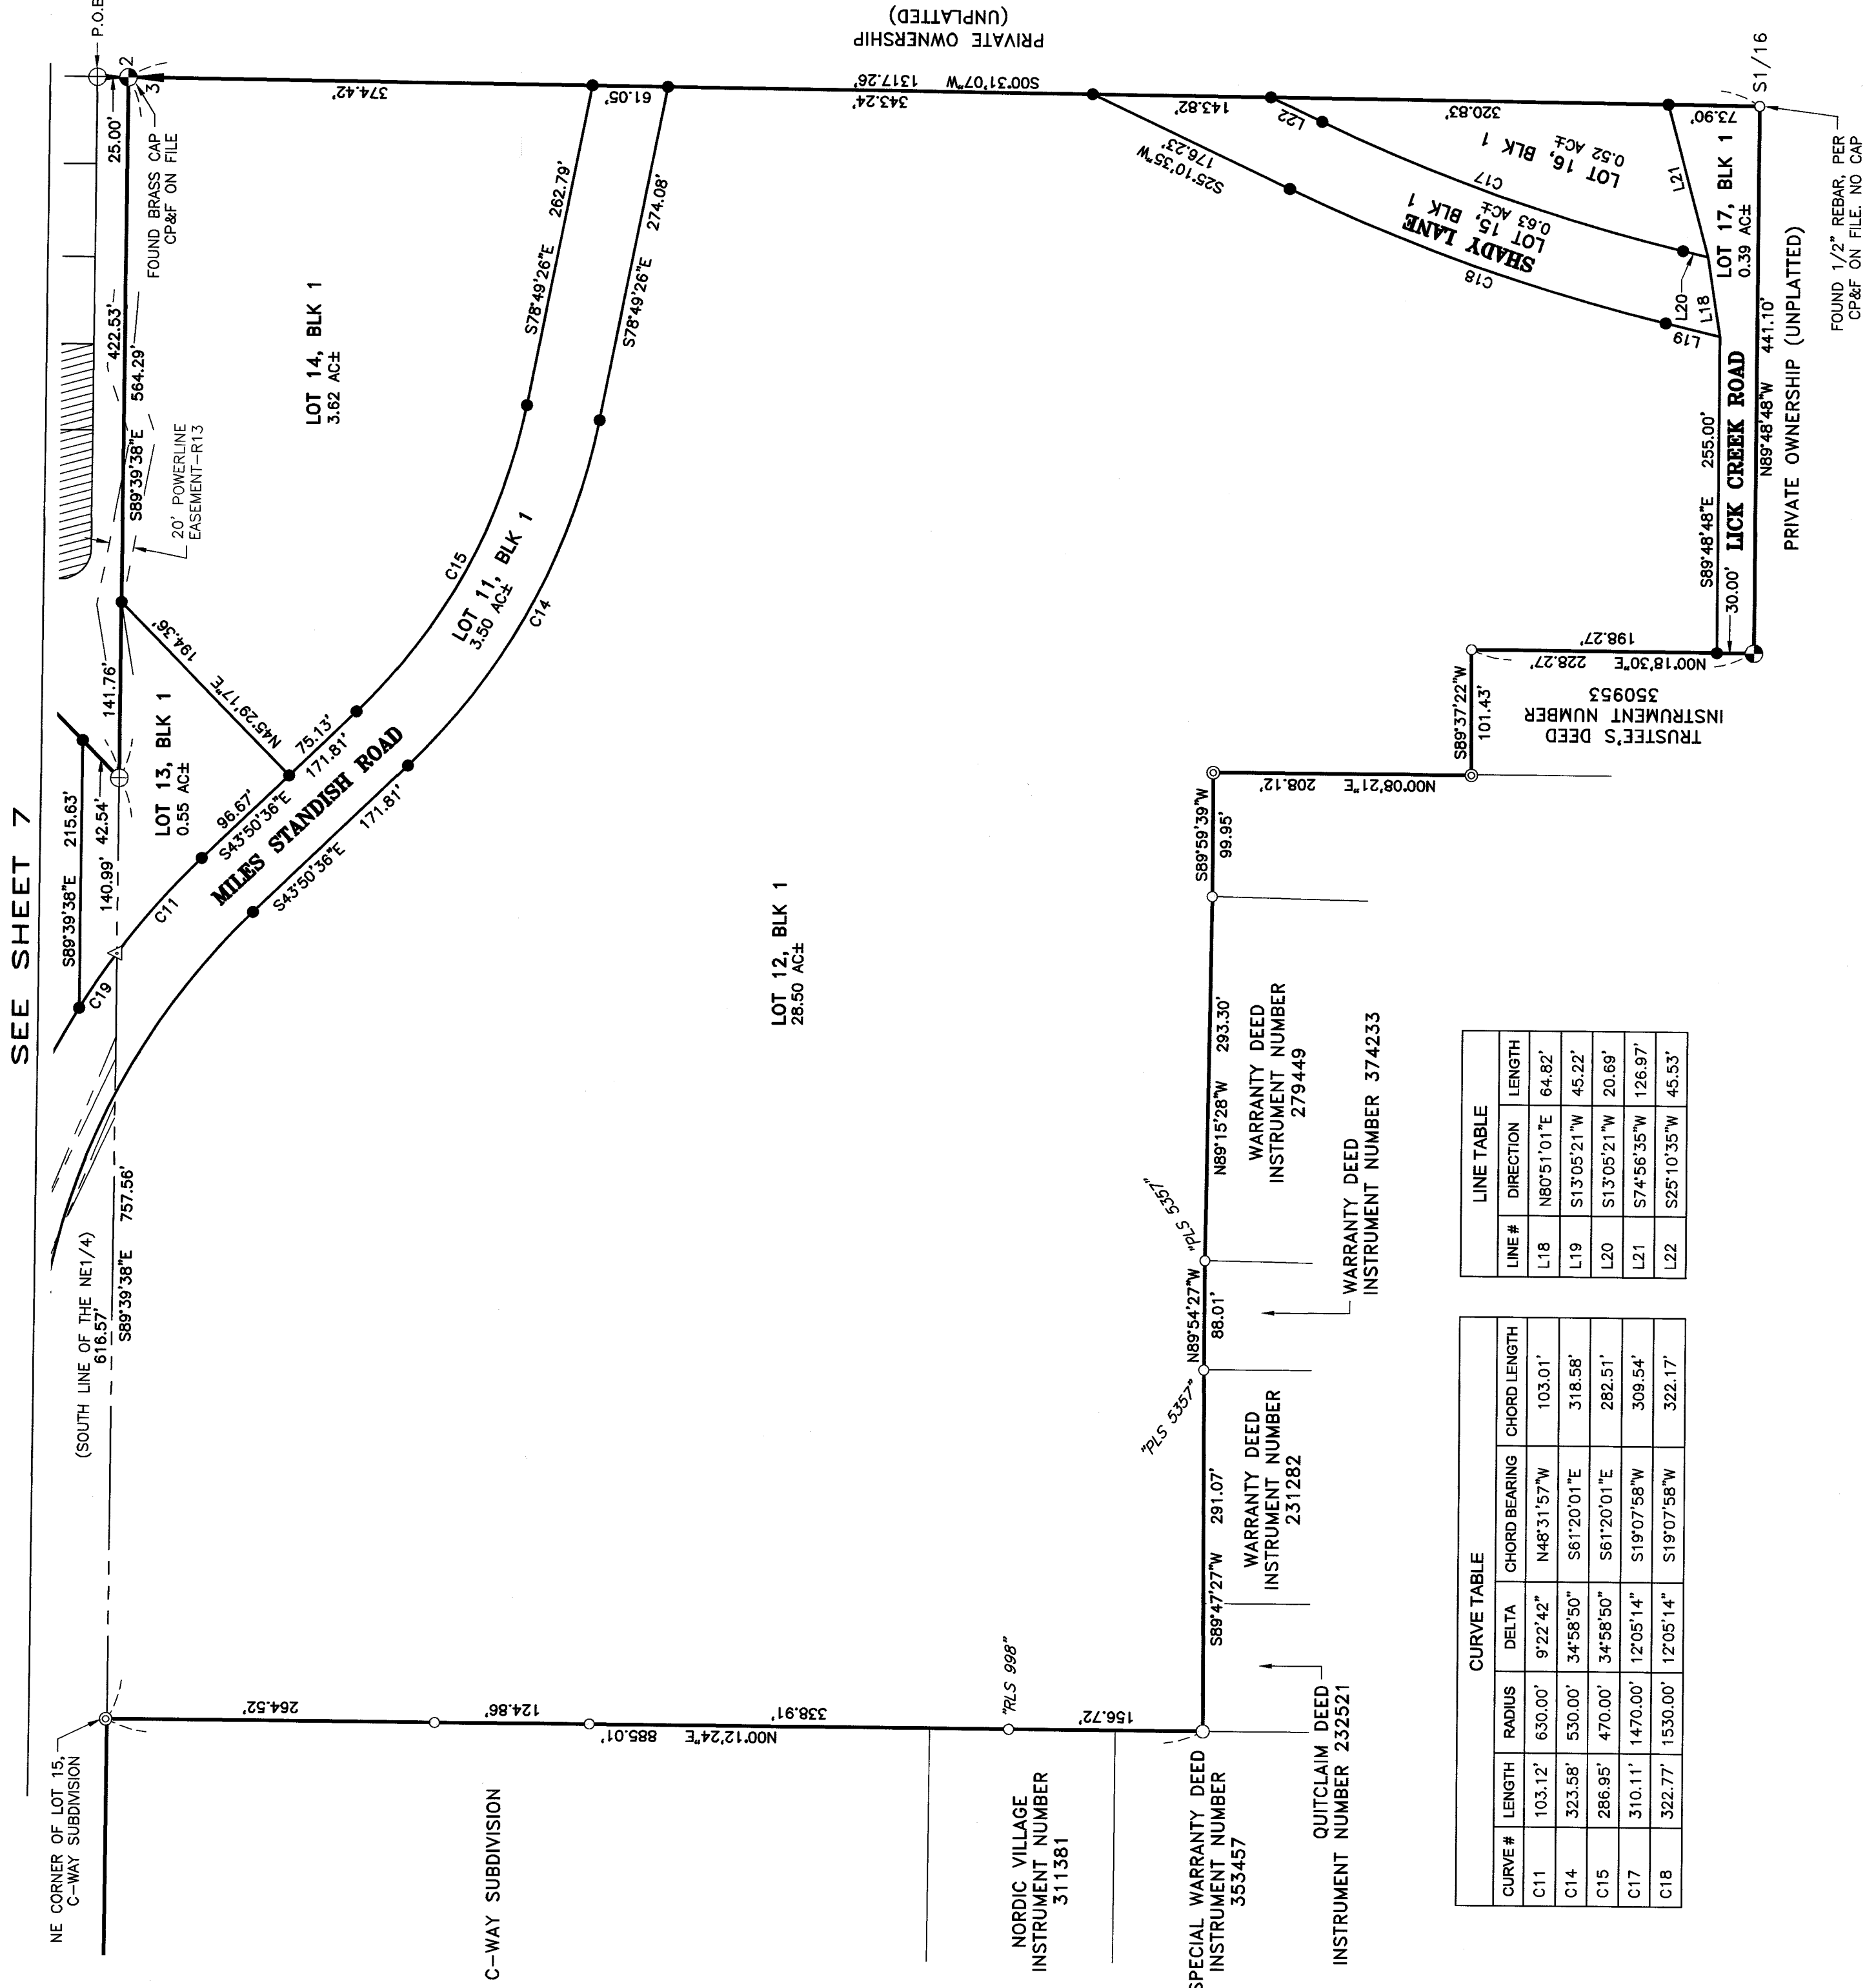 SEE SHEET 7
P.O.B
NE CORNER OF LOT 15,
C-WAY SUBDIVISION
(SOUTH LINE OF THE NE1/4)
616.57'
S89°39'38"E 757.56'
C19
S89°39'38"E 215.63'
140.99'
42.54'
141.76'
S89°39'38"E 564.29'
422.53'
25.00'
3
2
FOUND BRASS CAP
CP&F ON FILE
20' POWERLINE
EASEMENT-R13
LOT 13, BLK 1
0.55 AC±
N45°29'17"E
194.36'
C11
96.67'
75.13'
S43°50'36"E
171.81'
MILES STANDISH ROAD
S43°50'36"E
171.81'
LOT 14, BLK 1
3.62 AC±
C15
LOT 11, BLK 1
3.50 AC±
C14
S78°49'26"E
262.79'
S78°49'26"E
274.08'
374.42'
61.05'
343.24'
S00°31'07"W 1317.26'
143.82'
320.83'
73.90'
PRIVATE OWNERSHIP
(UNPLATTED)
S25°10'35"W
176.23'
L22
LOT 16, BLK 1
0.52 AC±
C17
LOT 15, BLK 1
0.63 AC±
SHADY LANE
C18
L21
L20
L19
L18
LOT 17, BLK 1
0.39 AC±
S1/16
FOUND 1/2" REBAR, PER
CP&F ON FILE. NO CAP
S89°48'48"E 255.00'
30.00'
LICK CREEK ROAD
N89°48'48"W 441.10'
PRIVATE OWNERSHIP (UNPLATTED)
198.27'
N00°18'30"E 228.27'
TRUSTEE'S DEED
INSTRUMENT NUMBER
350953
S89°37'22"W
101.43'
N00°08'21"E 208.12'
S89°59'39"W
99.95'
LOT 12, BLK 1
28.50 AC±
N89°15'28"W 293.30'
WARRANTY DEED
INSTRUMENT NUMBER
279449
"PLS 5357"
N89°54'27"W
88.01'
WARRANTY DEED
INSTRUMENT NUMBER 374233
"PLS 5357"
S89°47'27"W 291.07'
WARRANTY DEED
INSTRUMENT NUMBER
231282
QUITCLAIM DEED
INSTRUMENT NUMBER 232521
264.52'
124.86'
338.91'
N00°12'24"E 885.01'
"RLS 998"
156.72'
C-WAY SUBDIVISION
NORDIC VILLAGE
INSTRUMENT NUMBER
311381
SPECIAL WARRANTY DEED
INSTRUMENT NUMBER
353457
CURVE TABLE
CURVE # LENGTH RADIUS DELTA CHORD BEARING CHORD LENGTH
C11 103.12' 630.00' 9°22'42" N48°31'57"W 103.01'
C14 323.58' 530.00' 34°58'50" S61°20'01"E 318.58'
C15 286.95' 470.00' 34°58'50" S61°20'01"E 282.51'
C17 310.11' 1470.00' 12°05'14" S19°07'58"W 309.54'
C18 322.77' 1530.00' 12°05'14" S19°07'58"W 322.17'
LINE TABLE
LINE # DIRECTION LENGTH
L18 N80°51'01"E 64.82'
L19 S13°05'21"W 45.22'
L20 S13°05'21"W 20.69'
L21 S74°56'35"W 126.97'
L22 S25°10'35"W 45.53'